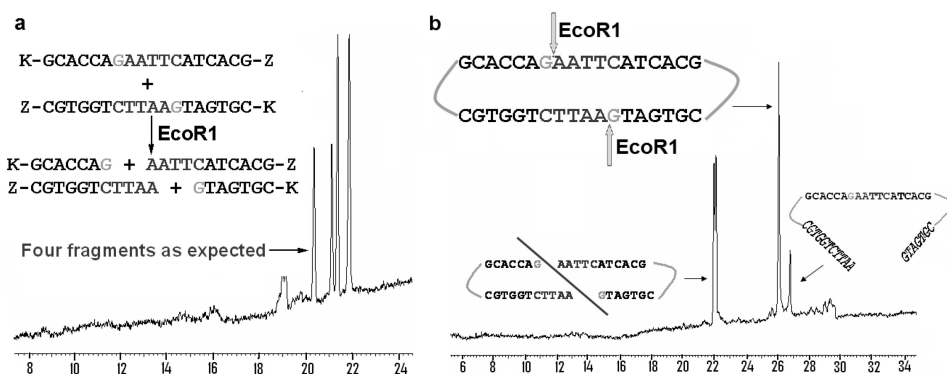 a
K-GCACCAGAATTCATCACG-Z
+
Z-CGTGGTCTTAAGTAGTGC-K
EcoR1
K-GCACCAG + AATTCATCACG-Z
Z-CGTGGTCTTAA + GTAGTGC-K
Four fragments as expected
8 10 12 14 16 18 20 22 24
b
EcoR1
GCACCAGAATTCATCACG
CGTGGTCTTAAGTAGTGC
EcoR1
GCACCAGAATTCATCACG
CGTGGTCTTAA GTAGTGC
GCACCAG AATTCATCACG
CGTGGTCTTAA GTAGTGC
6 8 10 12 14 16 18 20 22 24 26 28 30 32 34